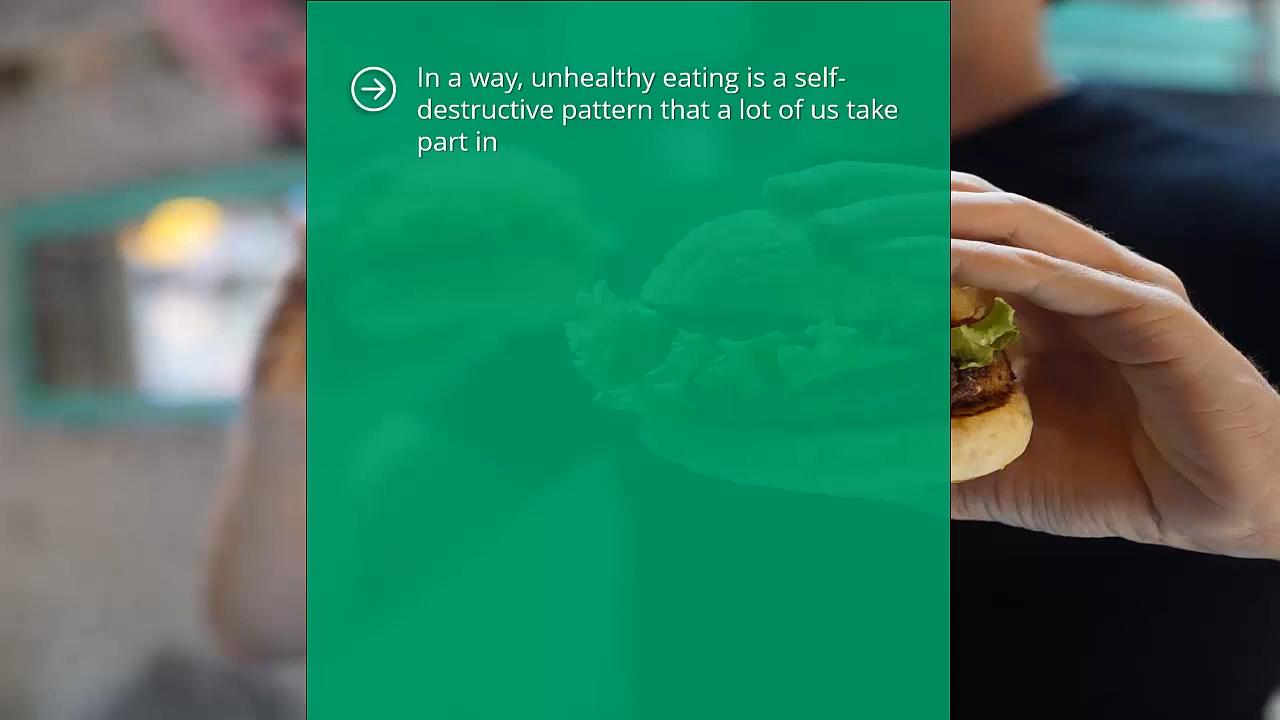 In a way, unhealthy eating is a self-
destructive pattern that a lot of us take
part in